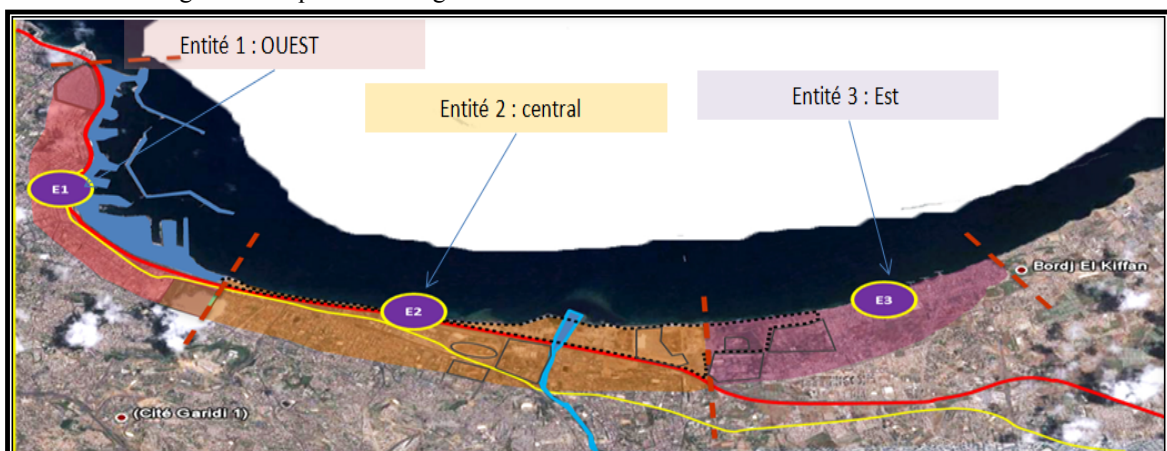 Entité 1 : OUEST
Entité 2 : central
Entité 3 : Est
E1
E2
E3
Bordj El Kiffan
(Cité Garidi 1)